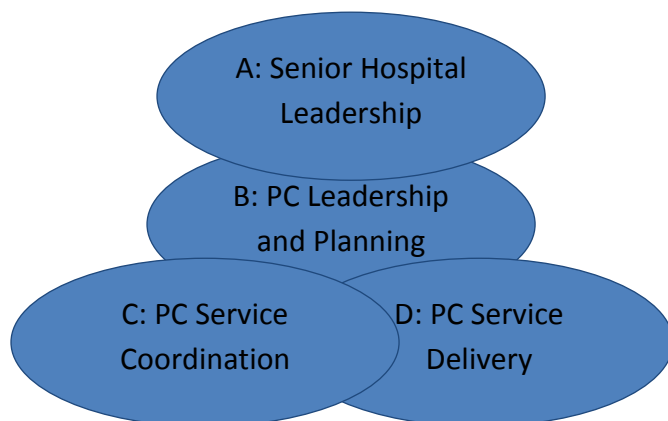 A: Senior Hospital
Leadership
B: PC Leadership
and Planning
C: PC Service
Coordination
D: PC Service
Delivery